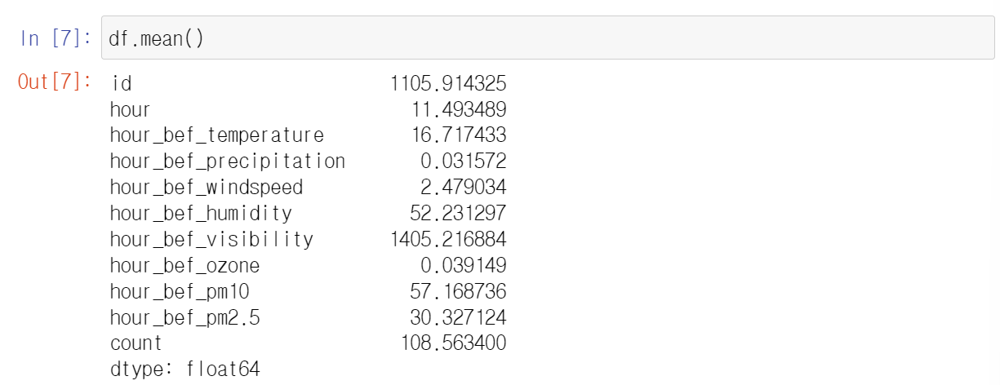 In [7]: df.mean()
Out[7]: id 1105.914325
hour 11.493489
hour_bef_temperature 16.717433
hour_bef_precipitation 0.031572
hour_bef_windspeed 2.479034
hour_bef_humidity 52.231297
hour_bef_visibility 1405.216884
hour_bef_ozone 0.039149
hour_bef_pm10 57.168736
hour_bef_pm2.5 30.327124
count 108.563400
dtype: float64